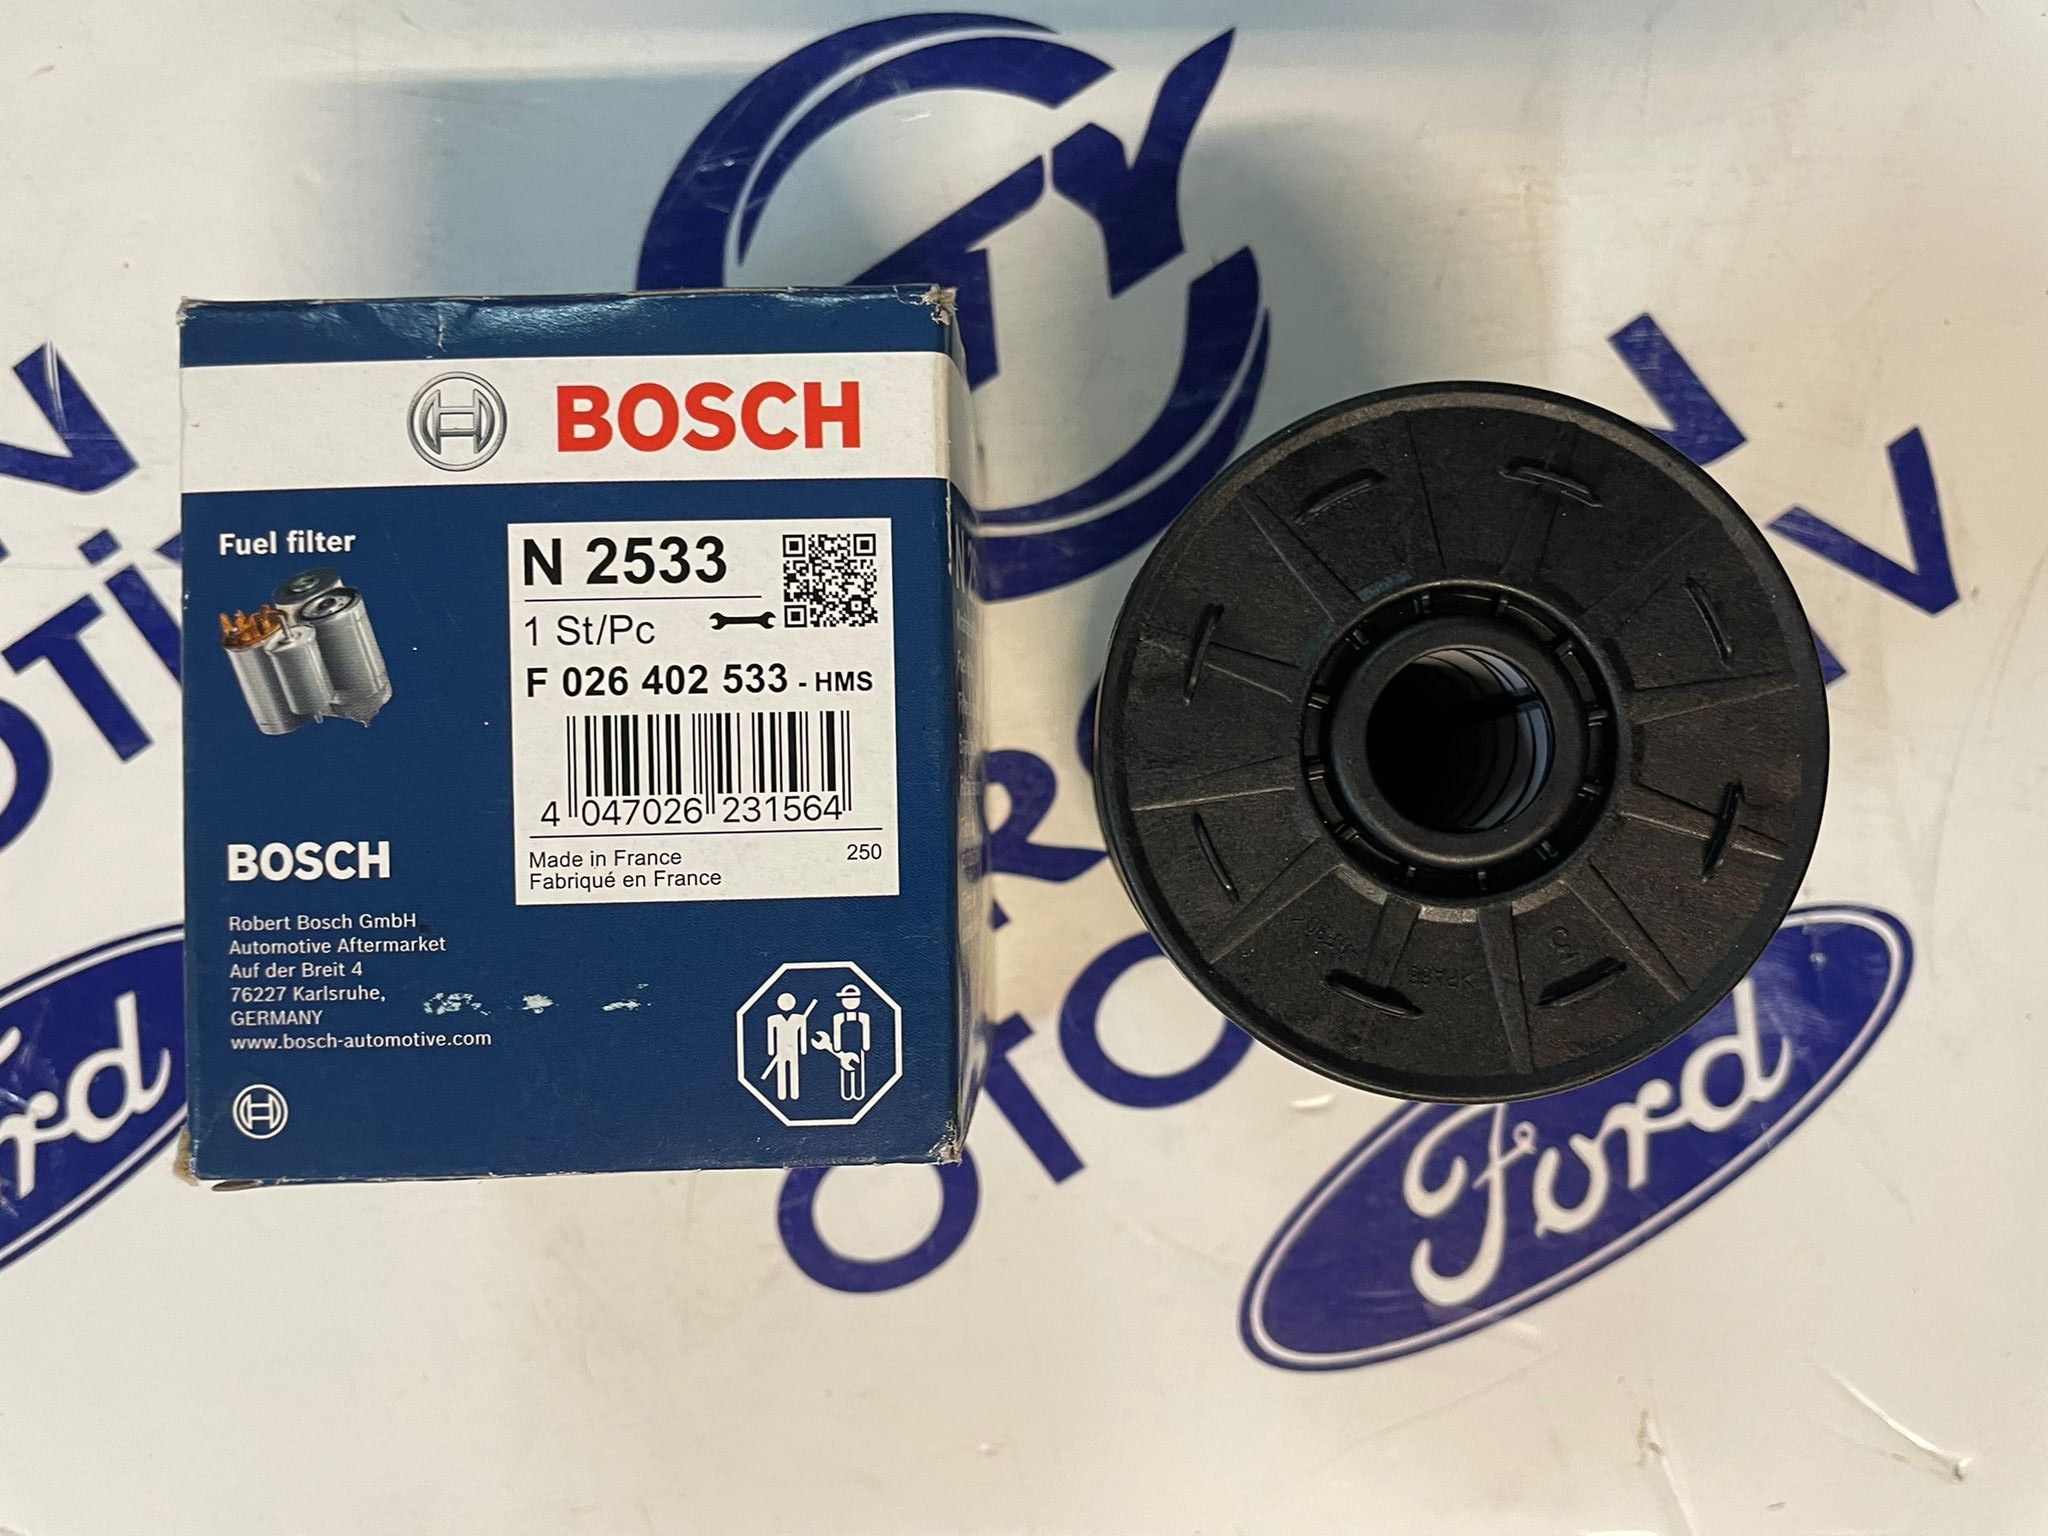 BOSCH
Fuel filter
N 2533
1 St/Pc
F 026 402 533 - HMS
4 047026 231564
Made in France
250
Fabriqué en France
BOSCH
Robert Bosch GmbH
Automotive Aftermarket
Auf der Breit 4
76227 Karlsruhe,
GERMANY
www.bosch-automotive.com
TY
OTO
Ford